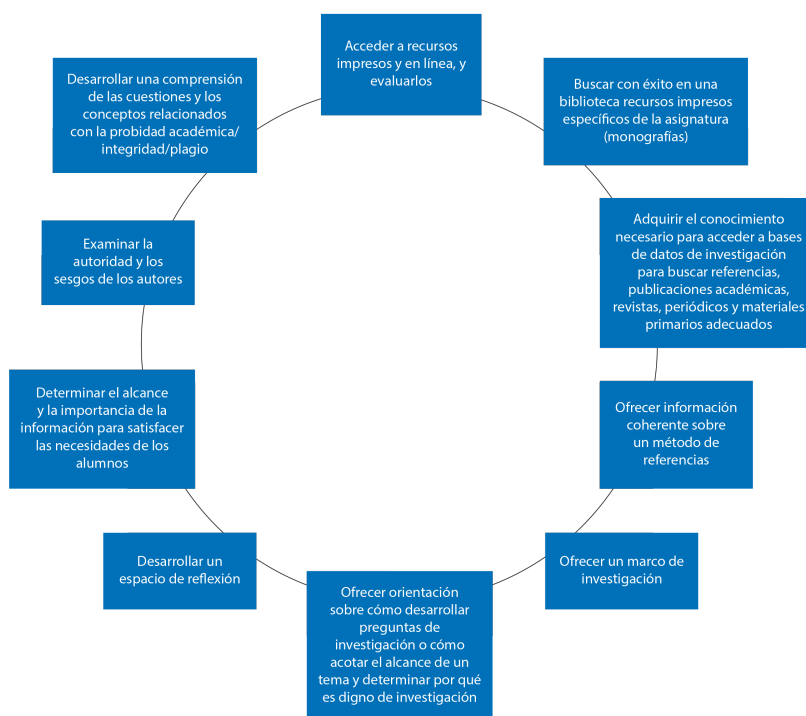 Acceder a recursos
impresos y en línea, y
evaluarlos
Buscar con éxito en una
biblioteca recursos impresos
específicos de la asignatura
(monografías)
Adquirir el conocimiento
necesario para acceder a bases
de datos de investigación
para buscar referencias,
publicaciones académicas,
revistas, periódicos y materiales
primarios adecuados
Ofrecer información
coherente sobre
un método de
referencias
Ofrecer un marco de
investigación
Ofrecer orientación
sobre cómo desarrollar
preguntas de
investigación o cómo
acotar el alcance de un
tema y determinar por qué
es digno de investigación
Desarrollar un
espacio de reflexión
Determinar el alcance
y la importancia de la
información para satisfacer
las necesidades de los
alumnos
Examinar la
autoridad y los
sesgos de los autores
Desarrollar una comprensión
de las cuestiones y los
conceptos relacionados
con la probidad académica/
integridad/plagio